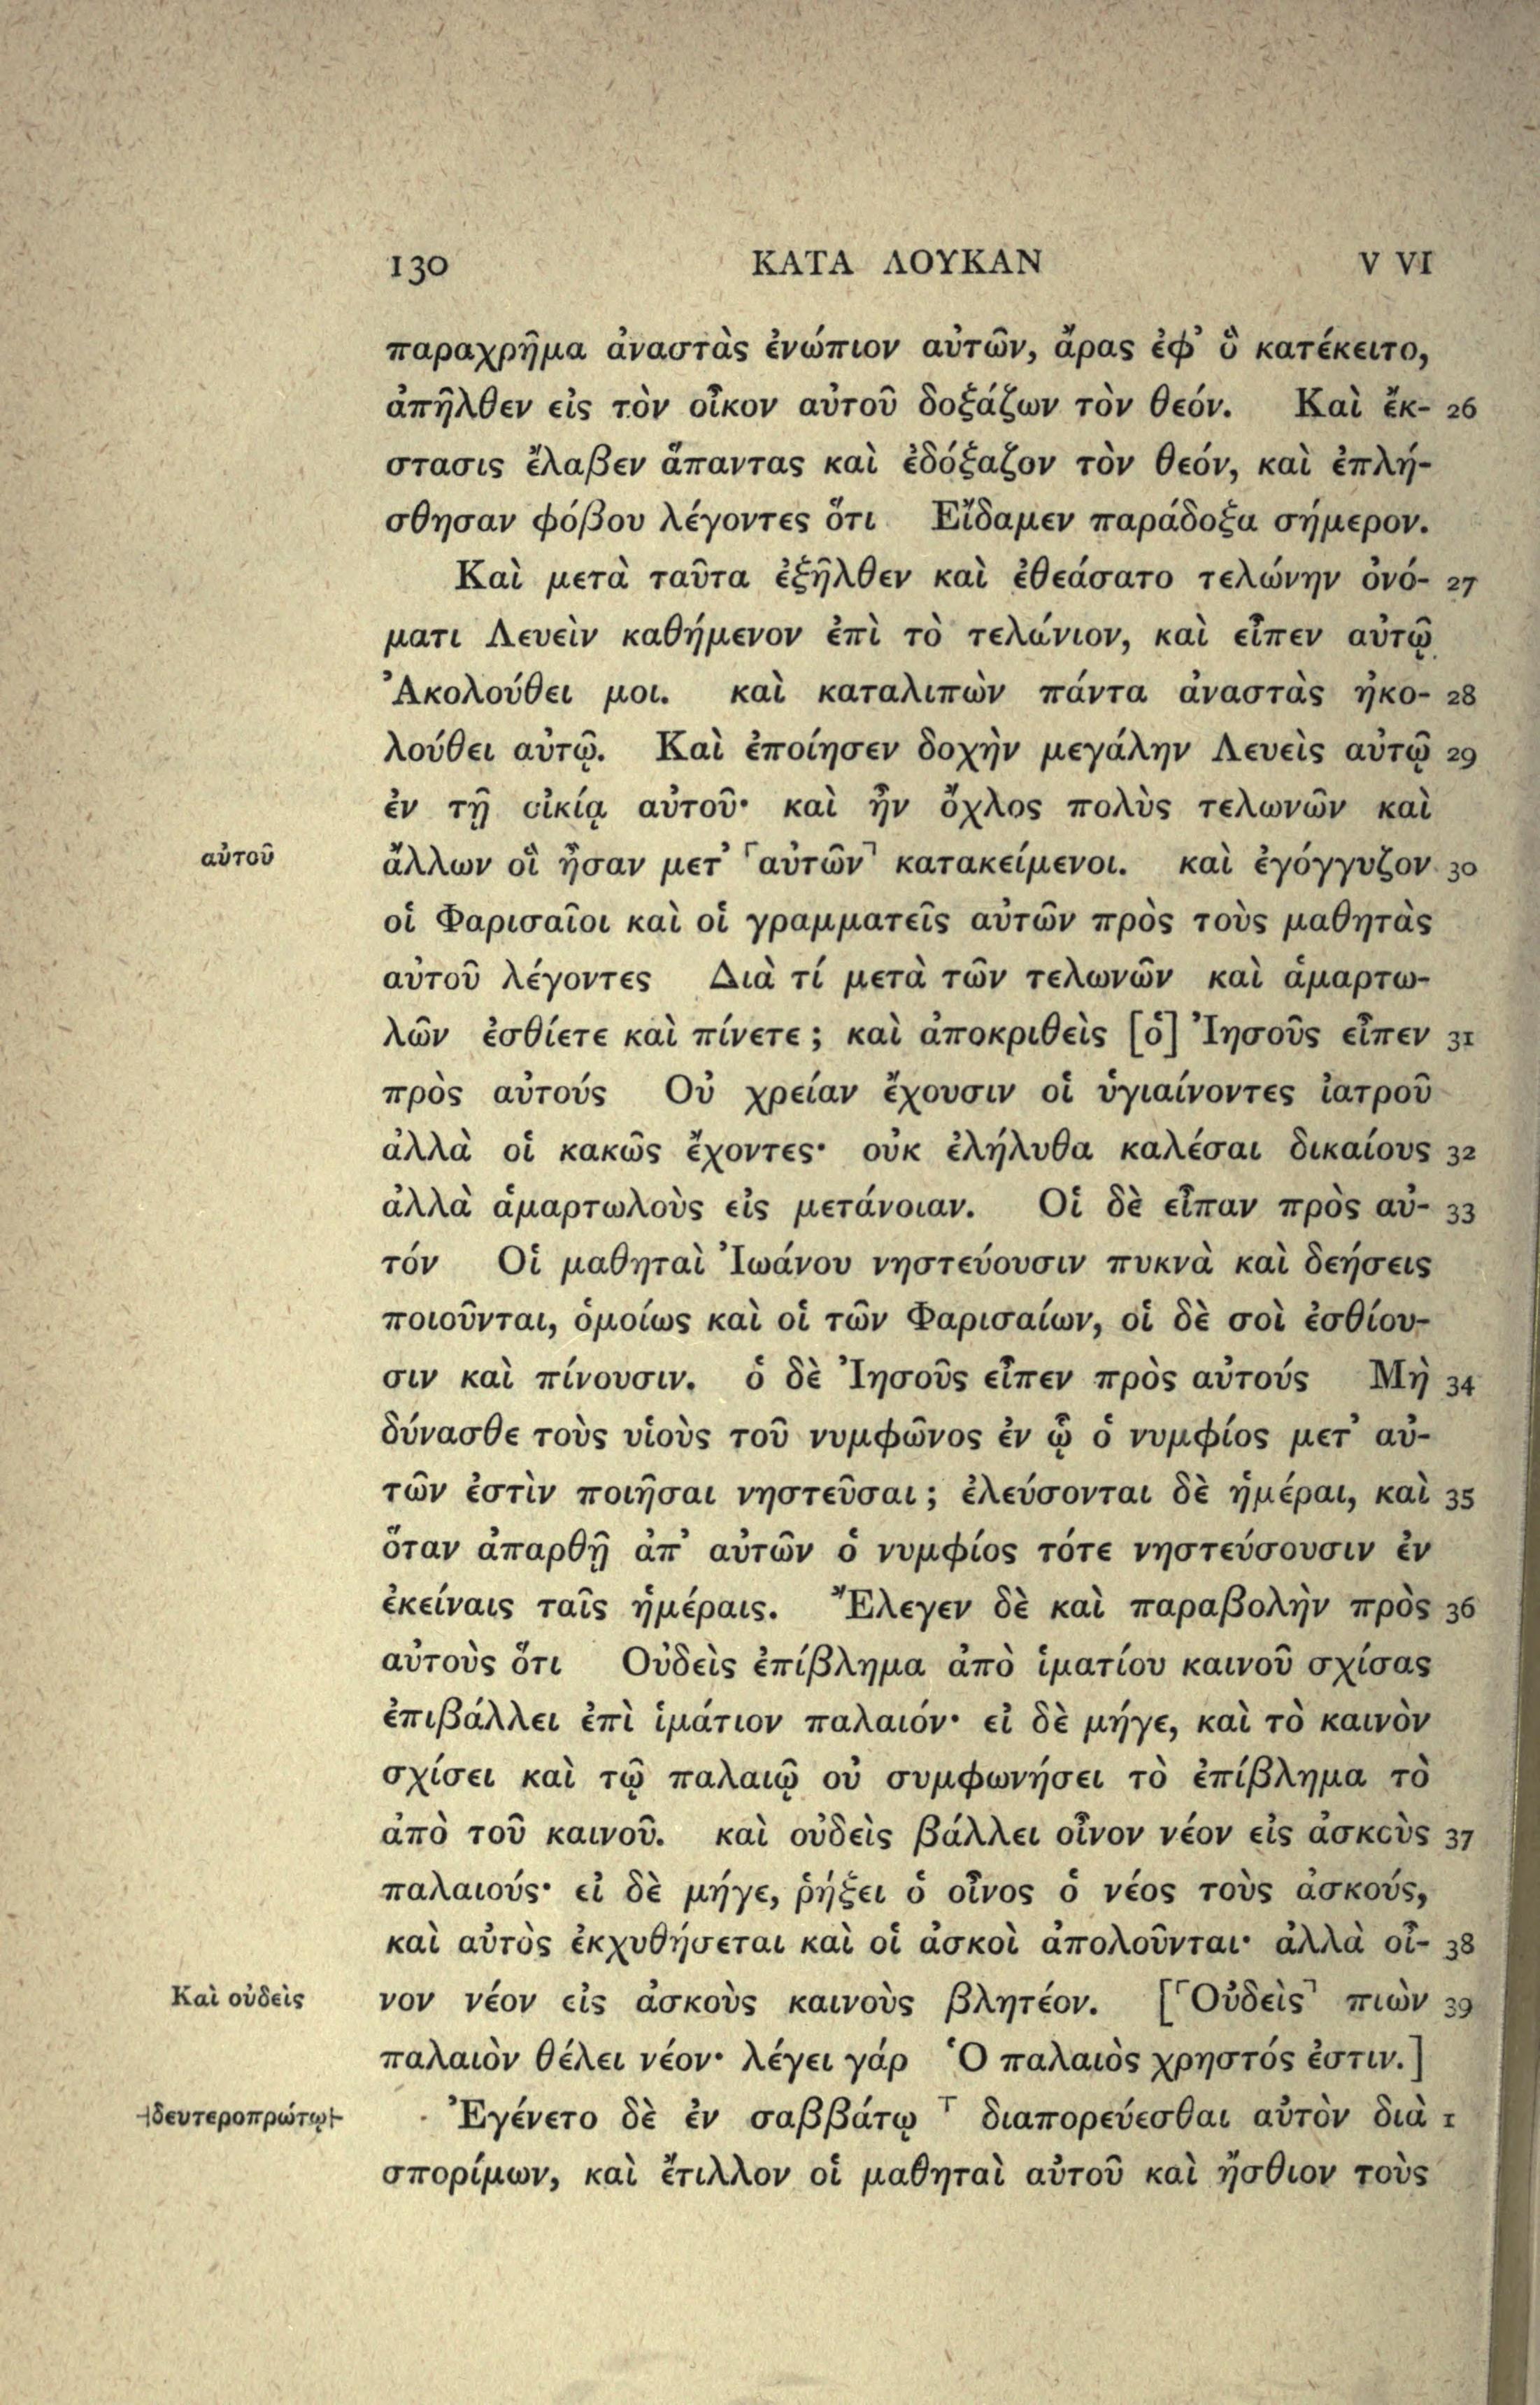 130 ΚΑΤΑ ΛΟΥΚΑΝ V VI
παραχρῆμα ἀναστὰς ἐνώπιον αὐτῶν, ἄρας ἐφ᾽ ὃ κατέκειτο,
ἀπῆλθεν εἰς τὸν οἶκον αὐτοῦ δοξάζων τὸν θεόν. Καὶ ἔκ- 26
στασις ἔλαβεν ἅπαντας καὶ ἐδόξαζον τὸν θεόν, καὶ ἐπλή-
σθησαν φόβου λέγοντες ὅτι Εἴδαμεν παράδοξα σήμερον.
Καὶ μετὰ ταῦτα ἐξῆλθεν καὶ ἐθεάσατο τελώνην ὀνό- 27
ματι Λευεὶν καθήμενον ἐπὶ τὸ τελώνιον, καὶ εἶπεν αὐτῷ
Ἀκολούθει μοι. καὶ καταλιπὼν πάντα ἀναστὰς ἠκο- 28
λούθει αὐτῷ. Καὶ ἐποίησεν δοχὴν μεγάλην Λευεὶς αὐτῷ 29
ἐν τῇ οἰκίᾳ αὐτοῦ· καὶ ἦν ὄχλος πολὺς τελωνῶν καὶ
αὐτοῦ ἄλλων οἳ ἦσαν μετ᾽ ⌜αὐτῶν⌝ κατακείμενοι. καὶ ἐγόγγυζον 30
οἱ Φαρισαῖοι καὶ οἱ γραμματεῖς αὐτῶν πρὸς τοὺς μαθητὰς
αὐτοῦ λέγοντες Διὰ τί μετὰ τῶν τελωνῶν καὶ ἁμαρτω-
λῶν ἐσθίετε καὶ πίνετε; καὶ ἀποκριθεὶς [ὁ] Ἰησοῦς εἶπεν 31
πρὸς αὐτούς Οὐ χρείαν ἔχουσιν οἱ ὑγιαίνοντες ἰατροῦ
ἀλλὰ οἱ κακῶς ἔχοντες· οὐκ ἐλήλυθα καλέσαι δικαίους 32
ἀλλὰ ἁμαρτωλοὺς εἰς μετάνοιαν. Οἱ δὲ εἶπαν πρὸς αὐ- 33
τόν Οἱ μαθηταὶ Ἰωάνου νηστεύουσιν πυκνὰ καὶ δεήσεις
ποιοῦνται, ὁμοίως καὶ οἱ τῶν Φαρισαίων, οἱ δὲ σοὶ ἐσθίου-
σιν καὶ πίνουσιν. ὁ δὲ Ἰησοῦς εἶπεν πρὸς αὐτούς Μὴ 34
δύνασθε τοὺς υἱοὺς τοῦ νυμφῶνος ἐν ᾧ ὁ νυμφίος μετ᾽ αὐ-
τῶν ἐστὶν ποιῆσαι νηστεῦσαι; ἐλεύσονται δὲ ἡμέραι, καὶ 35
ὅταν ἀπαρθῇ ἀπ᾽ αὐτῶν ὁ νυμφίος τότε νηστεύσουσιν ἐν
ἐκείναις ταῖς ἡμέραις. Ἔλεγεν δὲ καὶ παραβολὴν πρὸς 36
αὐτοὺς ὅτι Οὐδεὶς ἐπίβλημα ἀπὸ ἱματίου καινοῦ σχίσας
ἐπιβάλλει ἐπὶ ἱμάτιον παλαιόν· εἰ δὲ μήγε, καὶ τὸ καινὸν
σχίσει καὶ τῷ παλαιῷ οὐ συμφωνήσει τὸ ἐπίβλημα τὸ
ἀπὸ τοῦ καινοῦ. καὶ οὐδεὶς βάλλει οἶνον νέον εἰς ἀσκοὺς 37
παλαιούς· εἰ δὲ μήγε, ῥήξει ὁ οἶνος ὁ νέος τοὺς ἀσκούς,
καὶ αὐτὸς ἐκχυθήσεται καὶ οἱ ἀσκοὶ ἀπολοῦνται· ἀλλὰ οἶ- 38
Καὶ οὐδεὶς νον νέον εἰς ἀσκοὺς καινοὺς βλητέον. [⌜Οὐδεὶς⌝ πιὼν 39
παλαιὸν θέλει νέον· λέγει γάρ Ὁ παλαιὸς χρηστός ἐστιν.]
⊣δευτεροπρώτῳ⊢ Ἐγένετο δὲ ἐν σαββάτῳ ⊤ διαπορεύεσθαι αὐτὸν διὰ 1
σπορίμων, καὶ ἔτιλλον οἱ μαθηταὶ αὐτοῦ καὶ ἤσθιον τοὺς